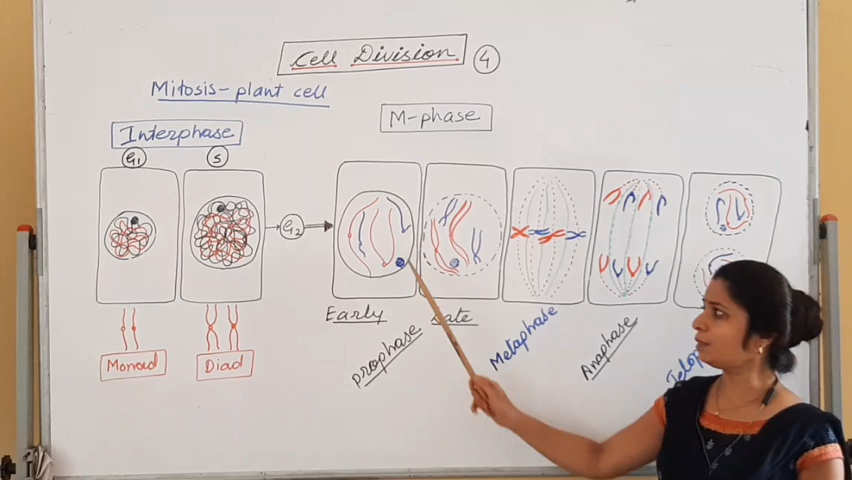 Cell Division
4
Mitosis-plant cell
M-phase
Interphase
G1
S
G2
Early
Late
prophase
Metaphase
Anaphase
Monad
Diad